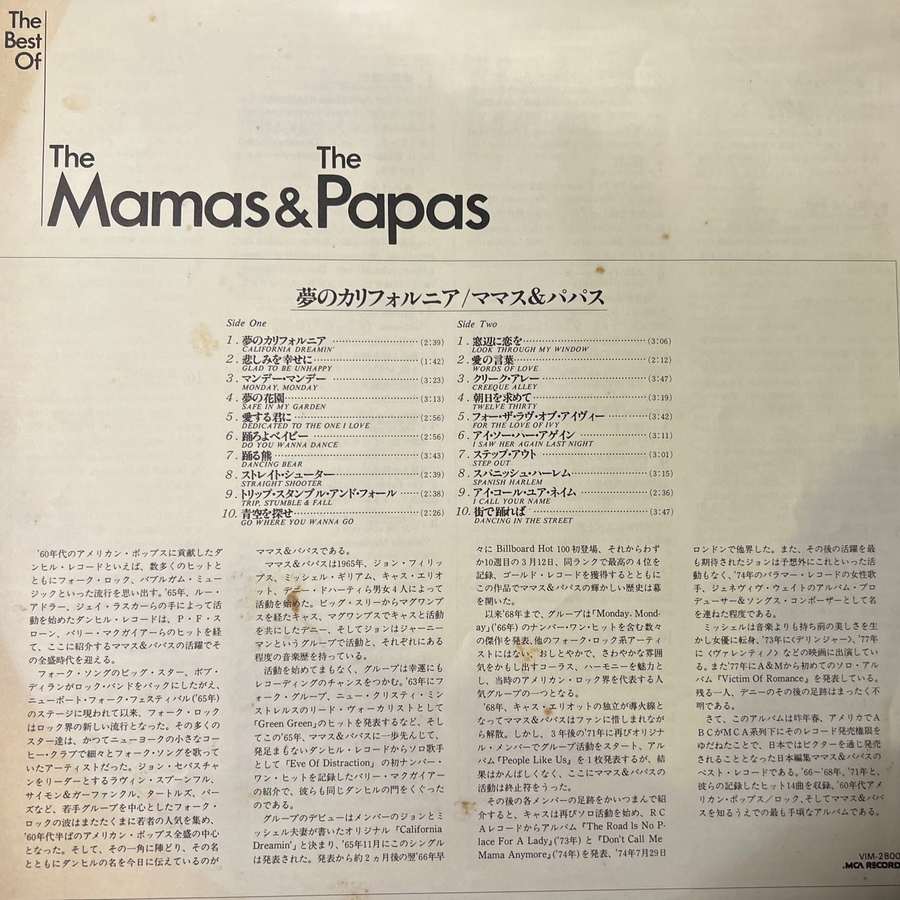 The
Best
Of
The
Mamas & The
Papas
夢のカリフォルニア/ママス&パパス
Side One
1. 夢のカリフォルニア (2:39)
CALIFORNIA DREAMIN'
2. 悲しみを幸せに (1:42)
GLAD TO BE UNHAPPY
3. マンデー・マンデー (3:23)
MONDAY, MONDAY
4. 夢の花園 (3:13)
SAFE IN MY GARDEN
5. 愛する君に (2:56)
DEDICATED TO THE ONE I LOVE
6. 踊ろよベイビー (2:56)
DO YOU WANNA DANCE
7. 踊る熊 (3:43)
DANCING BEAR
8. ストレイト・シューター (2:39)
STRAIGHT SHOOTER
9. トリップ・スタンブル・アンド・フォール (2:38)
TRIP, STUMBLE & FALL
10. 青空を探せ (2:26)
GO WHERE YOU WANNA GO
Side Two
1. 窓辺に恋を (3:06)
LOOK THROUGH MY WINDOW
2. 愛の言葉 (2:12)
WORDS OF LOVE
3. クリーク・アレー (3:47)
CREEQUE ALLEY
4. 朝日を求めて (3:19)
TWELVE THIRTY
5. フォー・ザ・ラヴ・オブ・アイヴィー (3:42)
FOR THE LOVE OF IVY
6. アイ・ソー・ハー・アゲイン (3:11)
I SAW HER AGAIN LAST NIGHT
7. ステップ・アウト (3:01)
STEP OUT
8. スパニッシュ・ハーレム (3:15)
SPANISH HARLEM
9. アイ・コール・ユア・ネイム (2:36)
I CALL YOUR NAME
10. 街で踊れば (3:47)
DANCING IN THE STREET
'60年代のアメリカン・ポップスに貢献したダ
ンヒル・レコードといえば、数多くのヒットと
ともにフォーク・ロック、バブルガム・ミュー
ジックといった流行を思い出す。'65年、ルー・
アドラー、ジェイ・ラスカーらの手によって活
動を始めたダンヒル・レコードは、P・F・ス
ローン、バリー・マクガイアーらのヒットを経
て、ここに紹介するママス&パパスの活躍でそ
の全盛時代を迎える。
フォーク・ソングのビッグ・スター、ボブ・
ディランがロック・バンドをバックにしたがえ、
ニューポート・フォーク・フェスティバル('65年)
のステージに現われて以来、フォーク・ロック
はロック界の新しい流行となった。その多くの
スター達は、かつてニューヨークの小さなコー
ヒー・クラブで細々とフォーク・ソングを歌って
いたアーティストだった。ジョン・セバスチャ
ンをリーダーとするラヴィン・スプーンフル、
サイモン&ガーファンクル、タートルズ、バー
ズなど、若手グループを中心としたフォーク・
ロックの波はまたたくまに若者の人気を集め、
'60年代半ばのアメリカン・ポップス全盛の中心
となった。そして、その一角に陣どり、その名
とともにダンヒルの名を今日に伝えているのが
ママス&パパスである。
ママス&パパスは1965年、ジョン・フィリッ
プス、ミッシェル・ギリアム、キャス・エリオ
ット、デニー・ドハーティら男女4人によって
活動を始めた。ビッグ・スリーからマグワンプ
スを経たキャス、マグワンプスでキャスと活動
を共にしたデニー、そしてジョンはジャーニー
マンというグループで活動と、それぞれにある
程度の音楽歴を持っている。
活動を始めてまもなく、グループは幸運にも
レコーディングのチャンスをつかむ。'63年にフ
ォーク・グループ、ニュー・クリスティ・ミン
ストレルスのリード・ヴォーカリストとして
「Green Green」のヒットを発表するなど、そし
てこの'65年、ママス&パパスに一歩先んじて、
発足まもないダンヒル・レコードからソロ歌手
として「Eve Of Distraction」の初ナンバー・
ワン・ヒットを記録したバリー・マクガイアー
の紹介で、彼らも同じダンヒルの門をくぐった
のである。
グループのデビューはメンバーのジョンとミ
ッシェル夫妻が書いたオリジナル「California
Dreamin'」と決まり、'65年11月にこのシングル
は発表された。発表から約2カ月後の翌'66年早
々にBillboard Hot 100初登場、それからわず
か10週目の3月12日、同ランクで最高の4位を
記録、ゴールド・レコードを獲得するとともに
この作品でママス&パパスの輝かしい歴史は幕
を開いた。
以来'68年まで、グループは「Monday, Mond-
ay」('66年)のナンバー・ワン・ヒットを含む数々
の傑作を発表、他のフォーク・ロック系アーテ
ィストにはない、おしとやかで、さわやかな雰囲
気をかもし出すコーラス、ハーモニーを魅力と
し、当時のアメリカン・ロック界を代表する人
気グループの一つとなる。
'68年、キャス・エリオットの独立が導火線と
なってママス&パパスはファンに惜しまれなが
ら解散。しかし、3年後の'71年に再びオリジナ
ル・メンバーでグループ活動をスタート、アル
バム「People Like Us」を1枚発表するが、結
果はかんばしくなく、ここにママス&パパスの
活動は終止符をうった。
その後の各メンバーの足跡をかいつまんで紹
介すると、キャスは再びソロ活動を始め、RC
Aレコードからアルバム「The Road Is No P-
lace For A Lady」('73年)と「Don't Call Me
Mama Anymore」('74年)を発表、'74年7月29日
ロンドンで他界した。また、その後の活躍を最
も期待されたジョンは予想外にこれといった活
動もなく、'74年のパラマー・レコードの女性歌
手、ジェネヴィヴ・ウェイトのアルバム・プロ
デューサー&ソングス・コンポーザーとして名
を連ねた程度である。
ミッシェルは音楽よりも持ち前の美しさを生
かし女優に転身、'73年に〈デリンジャー〉、'77年
に〈ヴァレンティノ〉などの映画に出演してい
る。また'77年にA&Mから初めてのソロ・アル
バム「Victim Of Romance」を発表している。
残る一人、デニーのその後の足跡はまったく不
明である。
さて、このアルバムは昨年春、アメリカでAB
CがMCA系列下にそのレコード発売権限を
ゆだねたことで、日本ではビクターを通じ発売
されることとなった日本編集ママス&パパスの
ベスト・レコードである。'66〜'68年、'71年と、
彼らの記録したヒット14曲を収録、'60年代アメ
リカン・ポップス/ロック、そしてママス&パパ
スを知るうえでの最も手頃なアルバムである。
VIM-2800
MCA RECORD